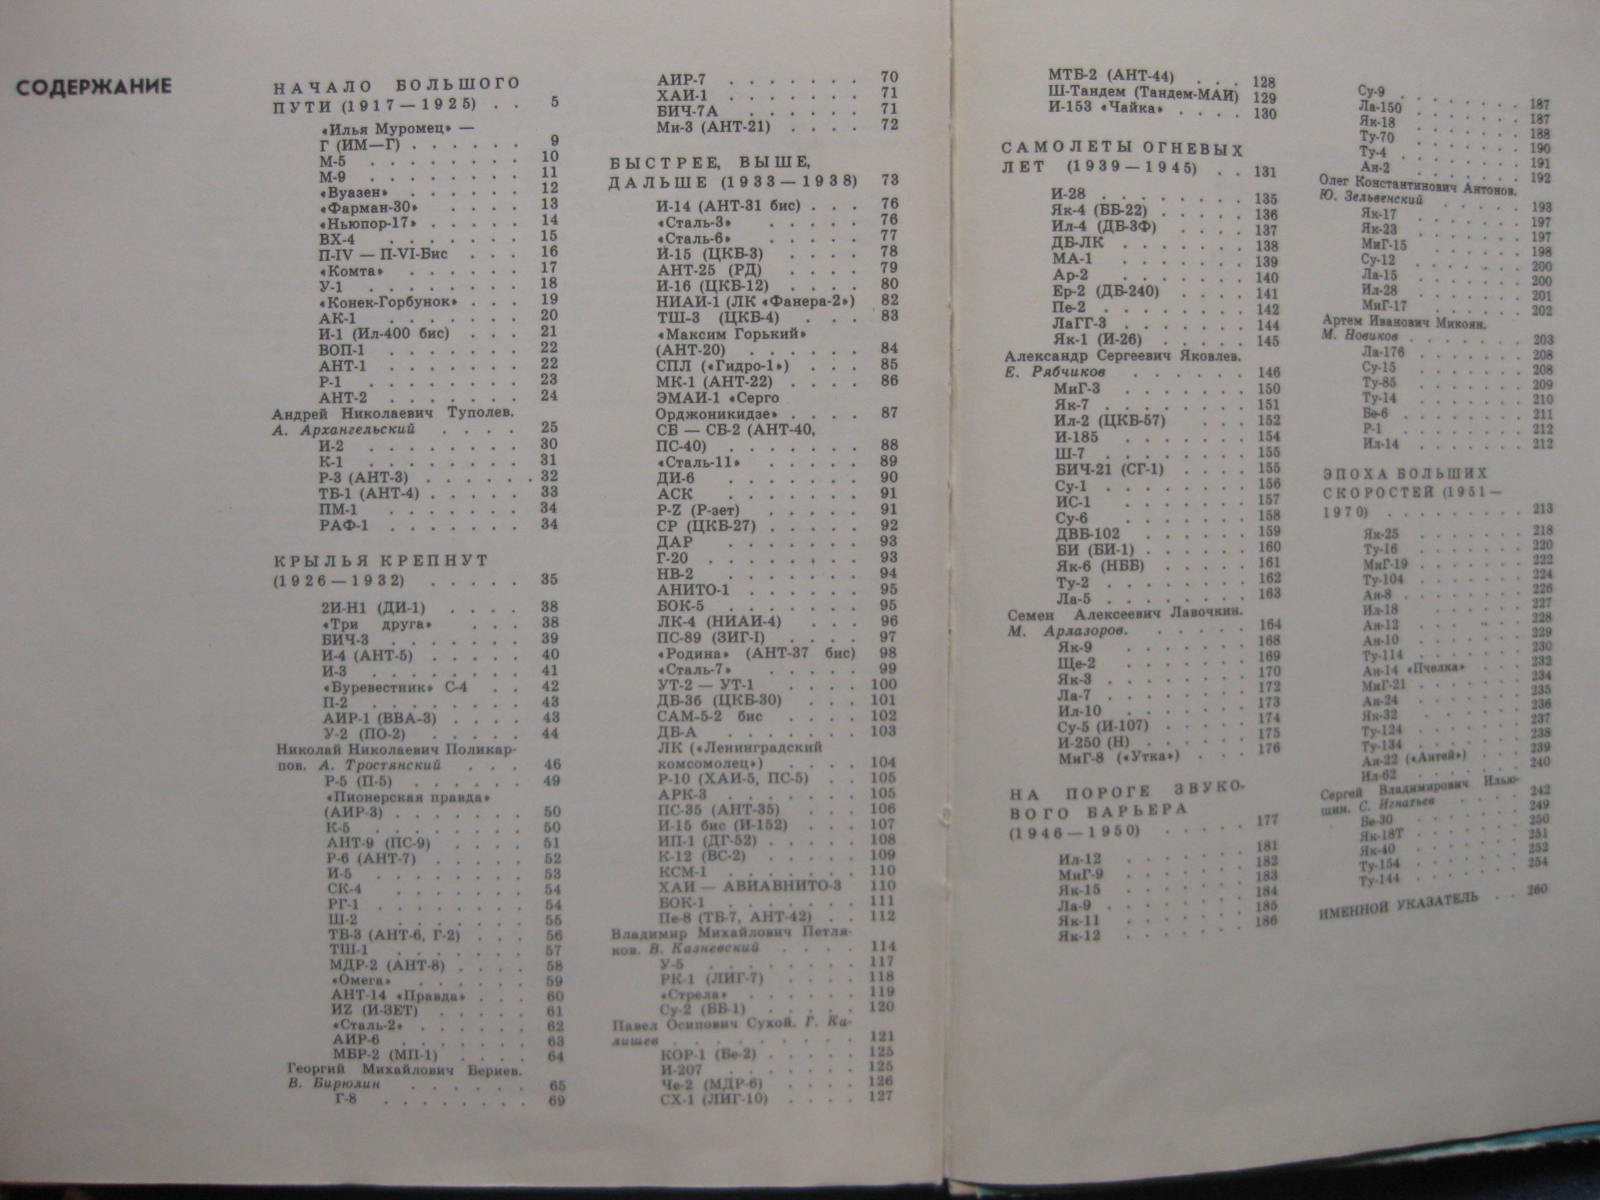 СОДЕРЖАНИЕ
НАЧАЛО БОЛЬШОГО
ПУТИ (1917—1925) . . 5
«Илья Муромец» —
Г (ИМ—Г) . . . . . . 9
М-5 . . . . . . . 10
М-9 . . . . . . . 11
«Вуазен» . . . . . . 12
«Фарман-30» . . . . 13
«Ньюпор-17» . . . . . 14
ВХ-4 . . . . . . . 15
П-IV — П-VI-Бис . . . 16
«Комта» . . . . . . 17
У-1 . . . . . . . 18
«Конек-Горбунок» . . . 19
АК-1 . . . . . . . 20
И-1 (Ил-400 бис) . . . 21
ВОП-1 . . . . . . . 22
АНТ-1 . . . . . . . 22
Р-1 . . . . . . . 23
АНТ-2 . . . . . . . 24
Андрей Николаевич Туполев.
А. Архангельский . . . . 25
И-2 . . . . . . . 30
К-1 . . . . . . . 31
Р-3 (АНТ-3) . . . . . . 32
ТБ-1 (АНТ-4) . . . . . 33
ПМ-1 . . . . . . . 34
РАФ-1 . . . . . . . 34
КРЫЛЬЯ КРЕПНУТ
(1926—1932) . . . . . 35
2И-Н1 (ДИ-1) . . . . 38
«Три друга» . . . . 38
БИЧ-3 . . . . . . 39
И-4 (АНТ-5) . . . . . 40
И-3 . . . . . . . 41
«Буревестник» С-4 . . 42
П-2 . . . . . . . 43
АИР-1 (ВВА-3) . . . . 43
У-2 (ПО-2) . . . . . 44
Николай Николаевич Поликар-
пов. А. Тростянский . . . 46
Р-5 (П-5) . . . . . . 49
«Пионерская правда»
(АИР-3) . . . . . . . 50
К-5 . . . . . . . 50
АНТ-9 (ПС-9) . . . . . 51
Р-6 (АНТ-7) . . . . . 52
И-5 . . . . . . . 53
СК-4 . . . . . . . 54
РГ-1 . . . . . . . 54
Ш-2 . . . . . . . 55
ТВ-3 (АНТ-6, Г-2) . . . 56
ТШ-1 . . . . . . . 57
МДР-2 (АНТ-8) . . . . 58
«Омега» . . . . . . 59
АНТ-14 «Правда» . . . 60
ИZ (И-ЗЕТ) . . . . . 61
«Сталь-2» . . . . . . 62
АИР-6 . . . . . . . 63
МБР-2 (МП-1) . . . . 64
Георгий Михайлович Бериев.
В. Бирюлин . . . . . . 65
Г-8 . . . . . . . . 69
АИР-7 . . . . . . . 70
ХАИ-1 . . . . . . . 71
БИЧ-7А . . . . . . 71
Ми-3 (АНТ-21) . . . . 72
БЫСТРЕЕ, ВЫШЕ,
ДАЛЬШЕ (1933—1938) 73
И-14 (АНТ-31 бис) . . . 76
«Сталь-3» . . . . . . 76
«Сталь-6» . . . . . . 77
И-15 (ЦКБ-3) . . . . . 78
АНТ-25 (РД) . . . . . 79
И-16 (ЦКБ-12) . . . . 80
НИАИ-1 (ЛК «Фанера-2») 82
ТШ-3 (ЦКБ-4) . . . 83
«Максим Горький»
(АНТ-20) . . . . . . 84
СПЛ («Гидро-1») . . . 85
МК-1 (АНТ-22) . . . . 86
ЭМАИ-1 «Серго
Орджоникидзе» . . . . 87
СБ — СБ-2 (АНТ-40,
ПС-40) . . . . . . . 88
«Сталь-11» . . . . . . 89
ДИ-6 . . . . . . . 90
АСК . . . . . . . 91
Р-Z (Р-зет) . . . . . 91
СР (ЦКБ-27) . . . . . 92
ДАР . . . . . . . 93
Г-20 . . . . . . . 93
НВ-2 . . . . . . . 94
АНИТО-1 . . . . . . 95
БОК-5 . . . . . . . 95
ЛК-4 (НИАИ-4) . . . . 96
ПС-89 (ЗИГ-I) . . . . 97
«Родина» (АНТ-37 бис) 98
«Сталь-7» . . . . . . 99
УТ-2 — УТ-1 . . . . 100
ДБ-3б (ЦКБ-30) . . . . 101
САМ-5-2 бис . . . . 102
ДБ-А . . . . . . . 103
ЛК («Ленинградский
комсомолец») . . . . 104
Р-10 (ХАИ-5, ПС-5) . . 105
АРК-3 . . . . . . . 105
ПС-35 (АНТ-35) . . . . 106
И-15 бис (И-152) . . . 107
ИП-1 (ДГ-52) . . . . . 108
К-12 (ВС-2) . . . . . 109
КСМ-1 . . . . . . . 110
ХАИ — АВИАВНИТО-3 110
БОК-1 . . . . . . . 111
Пе-8 (ТВ-7, АНТ-42) . . 112
Владимир Михайлович Петля-
ков. В. Казневский . . . . 114
У-5 . . . . . . . 117
РК-1 (ЛИГ-7) . . . . 118
«Стрела» . . . . . . 119
Су-2 (ББ-1) . . . . . 120
Павел Осипович Сухой. Г. Ка-
лишев . . . . . . . . 121
КОР-1 (Бе-2) . . . . . 125
И-207 . . . . . . . 125
Че-2 (МДР-6) . . . . 126
СХ-1 (ЛИГ-10) . . . . 127
МТБ-2 (АНТ-44) . . . 128
Ш-Тандем (Тандем-МАИ) 129
И-153 «Чайка» . . . . 130
САМОЛЕТЫ ОГНЕВЫХ
ЛЕТ (1939—1945) . . 131
И-28 . . . . . . . 135
Як-4 (ББ-22) . . . . . 136
Ил-4 (ДБ-3Ф) . . . . 137
ДБ-ЛК . . . . . . 138
МА-1 . . . . . . . 139
Ар-2 . . . . . . . 140
Ер-2 (ДБ-240) . . . . 141
Пе-2 . . . . . . . 142
ЛаГГ-3 . . . . . . 144
Як-1 (И-26) . . . . . 145
Александр Сергеевич Яковлев.
Е. Рябчиков . . . . . . 146
МиГ-3 . . . . . . . 150
Як-7 . . . . . . . 151
Ил-2 (ЦКБ-57) . . . 152
И-185 . . . . . . 154
Ш-7 . . . . . . . 155
БИЧ-21 (СГ-1) . . . . 155
Су-1 . . . . . . . 156
ИС-1 . . . . . . . 157
Су-6 . . . . . . . 158
ДВБ-102 . . . . . . 159
БИ (БИ-1) . . . . . . 160
Як-6 (НББ) . . . . . 161
Ту-2 . . . . . . . 162
Ла-5 . . . . . . . 163
Семен Алексеевич Лавочкин.
М. Арлазоров. . . . . . 164
Як-9 . . . . . . 168
Ще-2 . . . . . . . 169
Як-3 . . . . . . . 170
Ла-7 . . . . . . . 172
Ил-10 . . . . . . 173
Су-5 (И-107) . . . . . 174
И-250 (Н) . . . . . . 175
МиГ-8 («Утка») . . . 176
НА ПОРОГЕ ЗВУКО-
ВОГО БАРЬЕРА
(1946—1950) . . . . . 177
Ил-12 . . . . . . 181
МиГ-9 . . . . . . 182
Як-15 . . . . . . 183
Ла-9 . . . . . . . 184
Як-11 . . . . . . 185
Як-12 . . . . . . 186
Су-9 . . . . . . . 187
Ла-150 . . . . . . 187
Як-18 . . . . . . 188
Ту-70 . . . . . . 190
Ту-4 . . . . . . . 191
Ан-2 . . . . . . . 192
Олег Константинович Антонов.
Ю. Зельвенский . . . . . 193
Як-17 . . . . . . 197
Як-23 . . . . . . 197
МиГ-15 . . . . . . 198
Су-12 . . . . . . 200
Ла-15 . . . . . . 200
Ил-28 . . . . . . 201
МиГ-17 . . . . . . 202
Артем Иванович Микоян.
М. Новиков . . . . . . 203
Ла-176 . . . . . . 208
Су-15 . . . . . . 208
Ту-85 . . . . . . 209
Ту-14 . . . . . . 210
Бе-6 . . . . . . . 211
Р-1 . . . . . . . 212
Ил-14 . . . . . . 212
ЭПОХА БОЛЬШИХ
СКОРОСТЕЙ (1951—
1970) . . . . . . . 213
Як-25 . . . . . . 218
Ту-16 . . . . . . 220
МиГ-19 . . . . . . 222
Ту-104 . . . . . . 224
Ан-8 . . . . . . . 226
Ил-18 . . . . . . 227
Ан-12 . . . . . . 228
Ан-10 . . . . . . 229
Ту-114 . . . . . . 230
Ан-14 «Пчелка» . . . 232
МиГ-21 . . . . . . 234
Ан-24 . . . . . . 235
Як-32 . . . . . . 236
Ту-124 . . . . . . 237
Ту-134 . . . . . . 238
Ан-22 («Антей») . . . 239
Ил-62 . . . . . . 240
Сергей Владимирович Илью-
шин. С. Игнатьев . . . . 242
Бе-30 . . . . . . 249
Як-18Т . . . . . . 250
Як-40 . . . . . . 251
Ту-154 . . . . . . 252
Ту-144 . . . . . . 254
ИМЕННОЙ УКАЗАТЕЛЬ . . 260